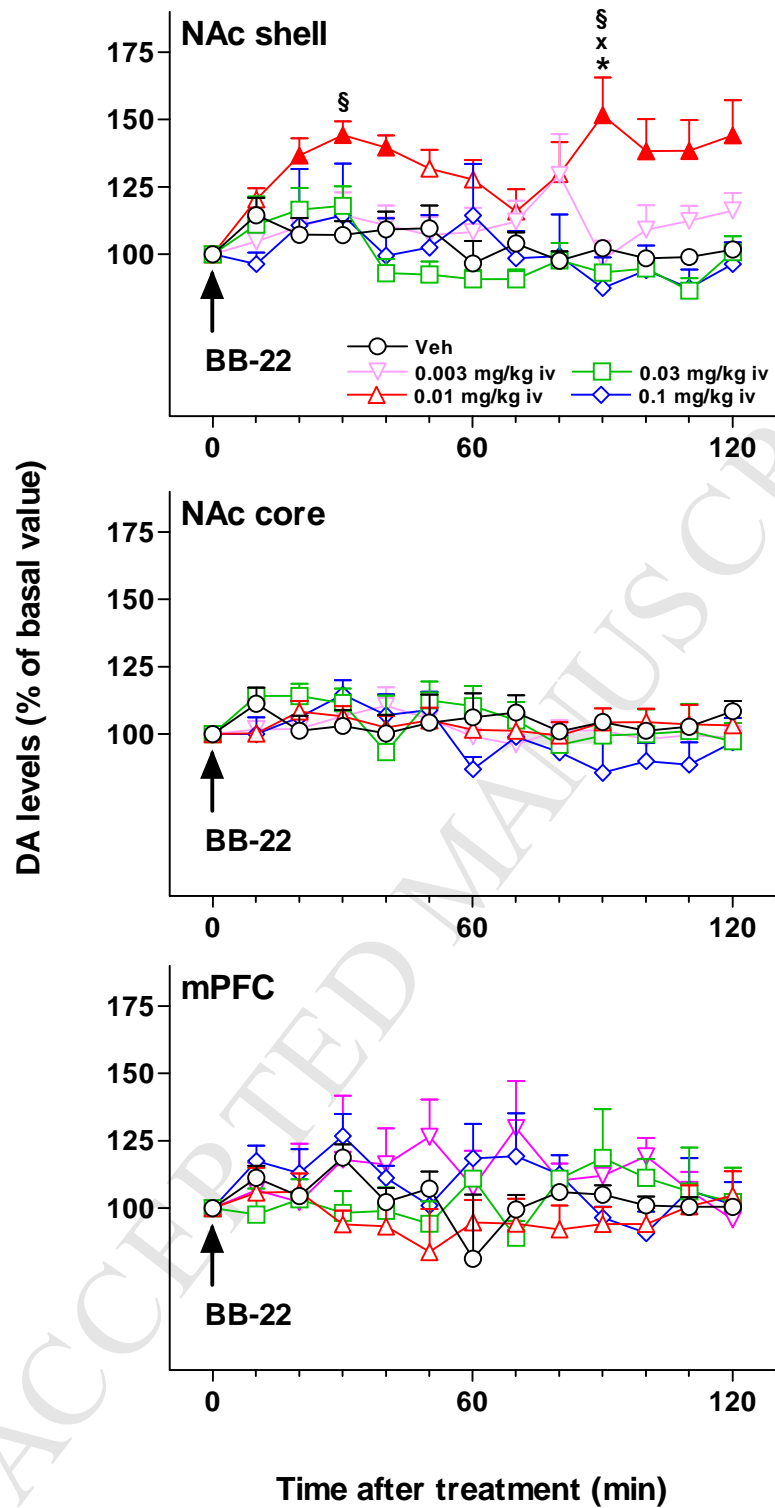 NAc shell
§
x
*
§
175
150
125
100
BB-22
Veh
0.003 mg/kg iv
0.03 mg/kg iv
0.01 mg/kg iv
0.1 mg/kg iv
0
60
120
DA levels (% of basal value)
NAc core
175
150
125
100
BB-22
0
60
120
mPFC
175
150
125
100
BB-22
0
60
120
Time after treatment (min)
ACCEPTED MANUSCR